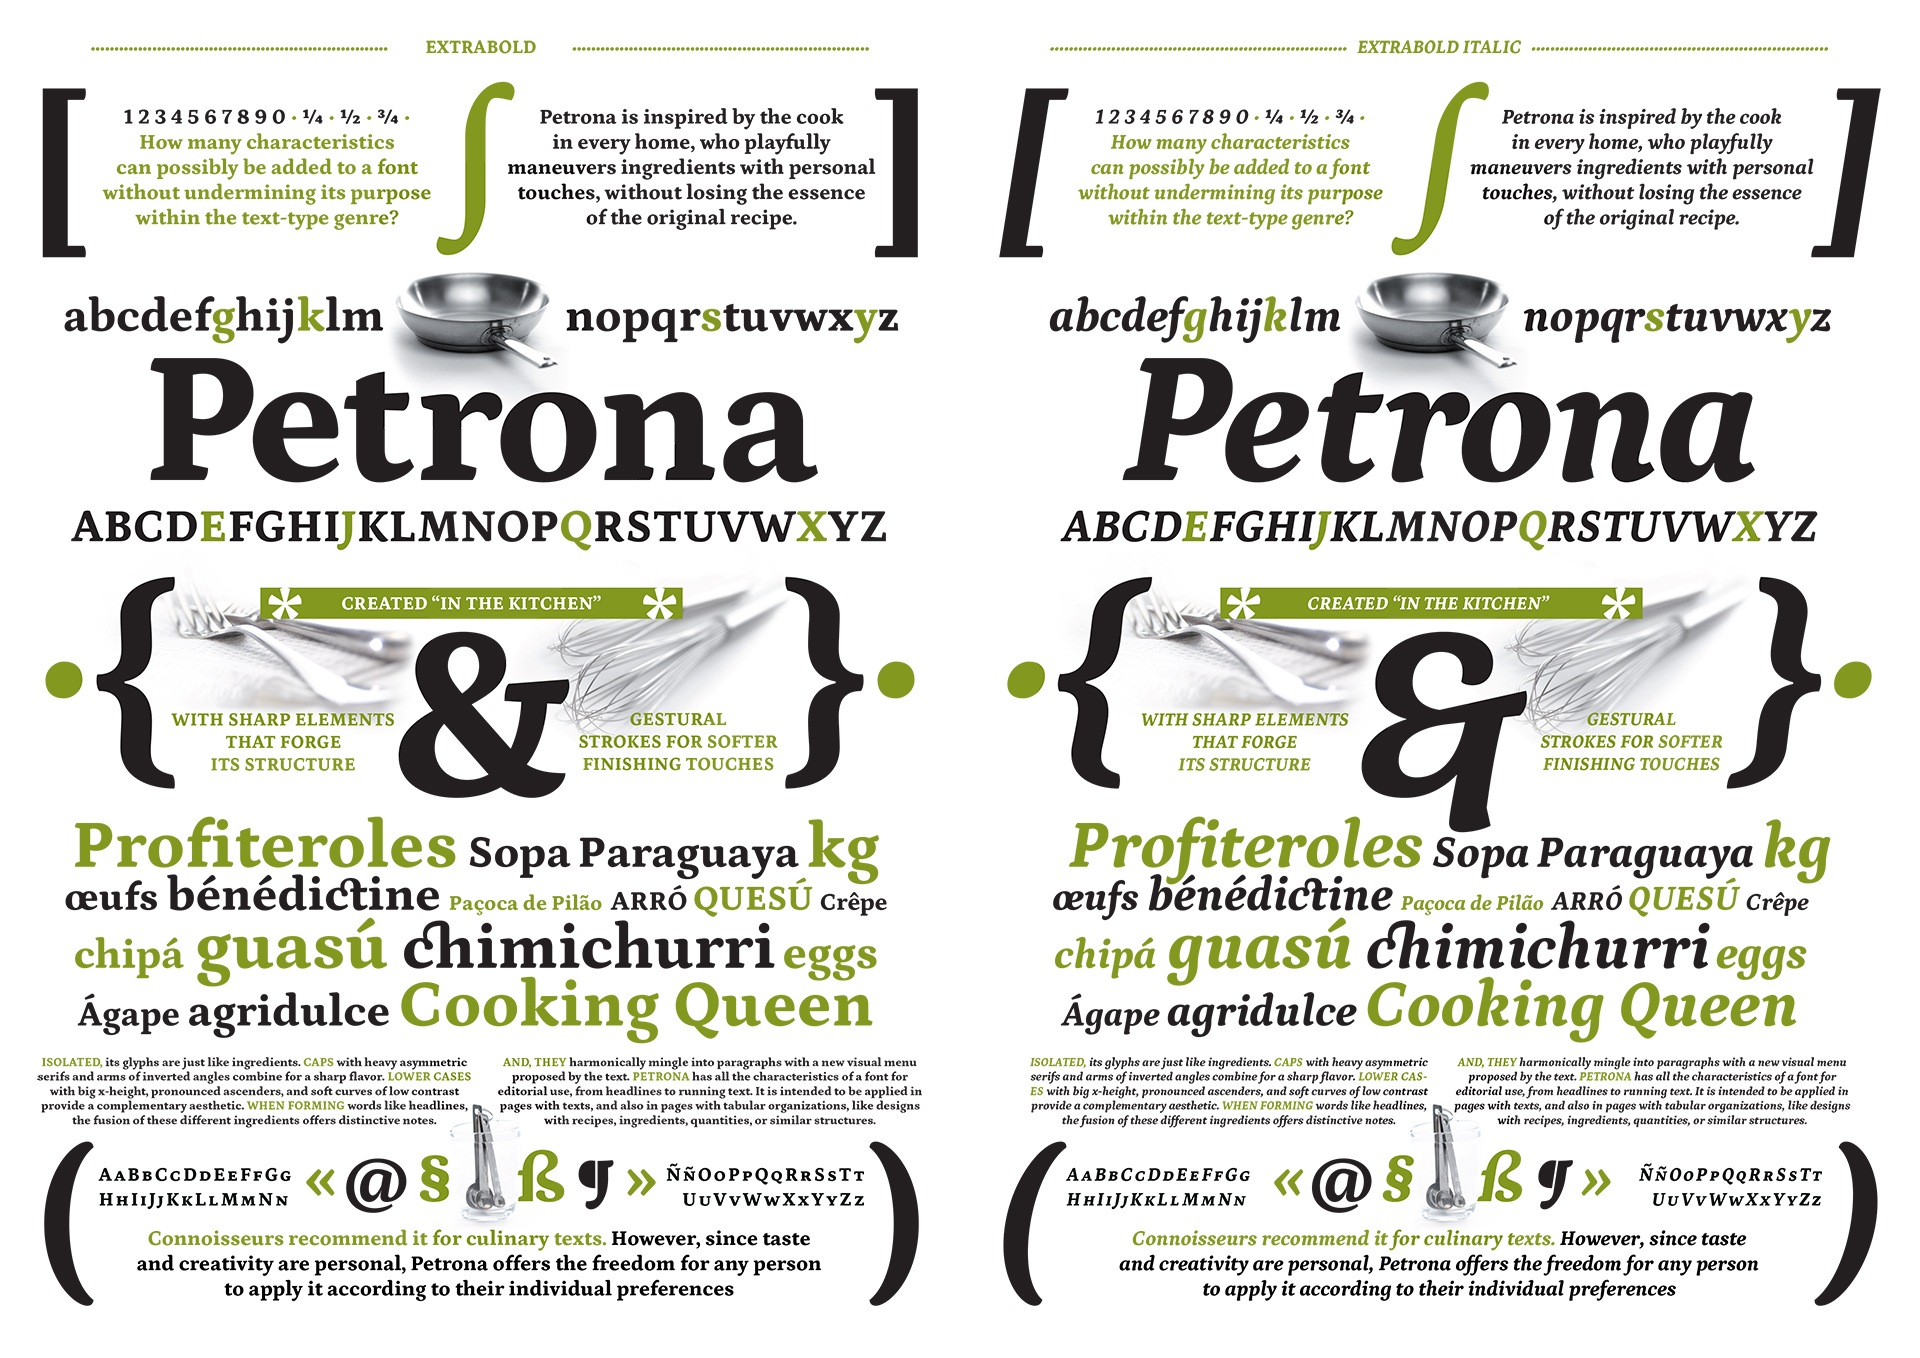 EXTRABOLD
[ 1 2 3 4 5 6 7 8 9 0 · ¼ · ½ · ¾ ·
How many characteristics
can possibly be added to a font
without undermining its purpose
within the text-type genre?
∫
Petrona is inspired by the cook
in every home, who playfully
maneuvers ingredients with personal
touches, without losing the essence
of the original recipe. ]
abcdefghijklm nopqrstuvwxyz
Petrona
ABCDEFGHIJKLMNOPQRSTUVWXYZ
* CREATED “IN THE KITCHEN” *
• {
WITH SHARP ELEMENTS
THAT FORGE
ITS STRUCTURE
&
GESTURAL
STROKES FOR SOFTER
FINISHING TOUCHES
} •
Profiteroles Sopa Paraguaya kg
œufs bénédictine Paçoca de Pilão ARRÓ QUESÚ Crêpe
chipá guasú chimichurri eggs
Ágape agridulce Cooking Queen
ISOLATED, its glyphs are just like ingredients. CAPS with heavy asymmetric
serifs and arms of inverted angles combine for a sharp flavor. LOWER CASES
with big x-height, pronounced ascenders, and soft curves of low contrast
provide a complementary aesthetic. WHEN FORMING words like headlines,
the fusion of these different ingredients offers distinctive notes.
AND, THEY harmonically mingle into paragraphs with a new visual menu
proposed by the text. PETRONA has all the characteristics of a font for
editorial use, from headlines to running text. It is intended to be applied in
pages with texts, and also in pages with tabular organizations, like designs
with recipes, ingredients, quantities, or similar structures.
( AABBCCDDEEFFGG
HHIIJJKKLLMMNN
« @ § ß ¶ »
ÑñOOPPQQRRSSTT
UUVVWWXXYYZZ )
Connoisseurs recommend it for culinary texts. However, since taste
and creativity are personal, Petrona offers the freedom for any person
to apply it according to their individual preferences
EXTRABOLD ITALIC
[ 1 2 3 4 5 6 7 8 9 0 · ¼ · ½ · ¾ ·
How many characteristics
can possibly be added to a font
without undermining its purpose
within the text-type genre?
∫
Petrona is inspired by the cook
in every home, who playfully
maneuvers ingredients with personal
touches, without losing the essence
of the original recipe. ]
abcdefghijklm nopqrstuvwxyz
Petrona
ABCDEFGHIJKLMNOPQRSTUVWXYZ
* CREATED “IN THE KITCHEN” *
• {
WITH SHARP ELEMENTS
THAT FORGE
ITS STRUCTURE
&
GESTURAL
STROKES FOR SOFTER
FINISHING TOUCHES
} •
Profiteroles Sopa Paraguaya kg
œufs bénédictine Paçoca de Pilão ARRÓ QUESÚ Crêpe
chipá guasú chimichurri eggs
Ágape agridulce Cooking Queen
ISOLATED, its glyphs are just like ingredients. CAPS with heavy asymmetric
serifs and arms of inverted angles combine for a sharp flavor. LOWER CAS-
ES with big x-height, pronounced ascenders, and soft curves of low contrast
provide a complementary aesthetic. WHEN FORMING words like headlines,
the fusion of these different ingredients offers distinctive notes.
AND, THEY harmonically mingle into paragraphs with a new visual menu
proposed by the text. PETRONA has all the characteristics of a font for
editorial use, from headlines to running text. It is intended to be applied in
pages with texts, and also in pages with tabular organizations, like designs
with recipes, ingredients, quantities, or similar structures.
( AABBCCDDEEFFGG
HHIIJJKKLLMMNN
« @ § ß ¶ »
ÑñOOPPQQRRSSTT
UUVVWWXXYYZZ )
Connoisseurs recommend it for culinary texts. However, since taste
and creativity are personal, Petrona offers the freedom for any person
to apply it according to their individual preferences